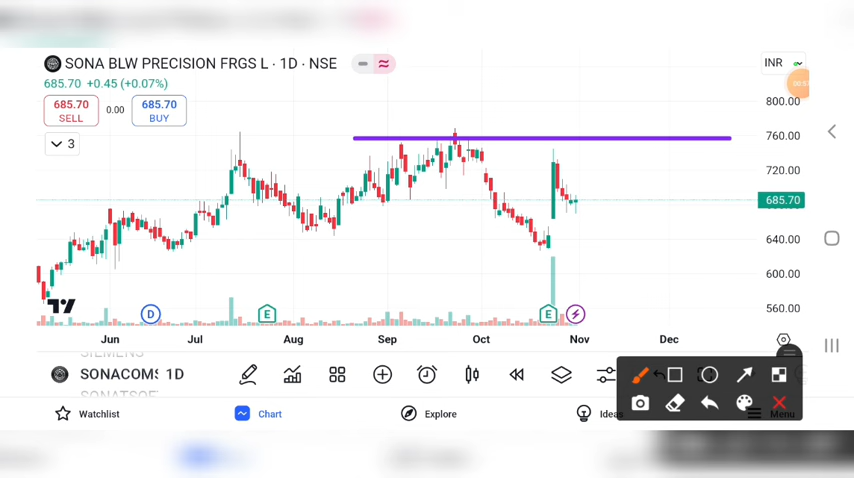 SONA BLW PRECISION FRGS L · 1D · NSE
INR
685.70 +0.45 (+0.07%)
685.70 SELL
0.00
685.70 BUY
3
800.00
760.00
720.00
685.70
640.00
600.00
560.00
D
E
E
Jun Jul Aug Sep Oct Nov Dec
SIEMENS
SONACOMS 1D
Watchlist
Chart
Explore
Ideas
Menu